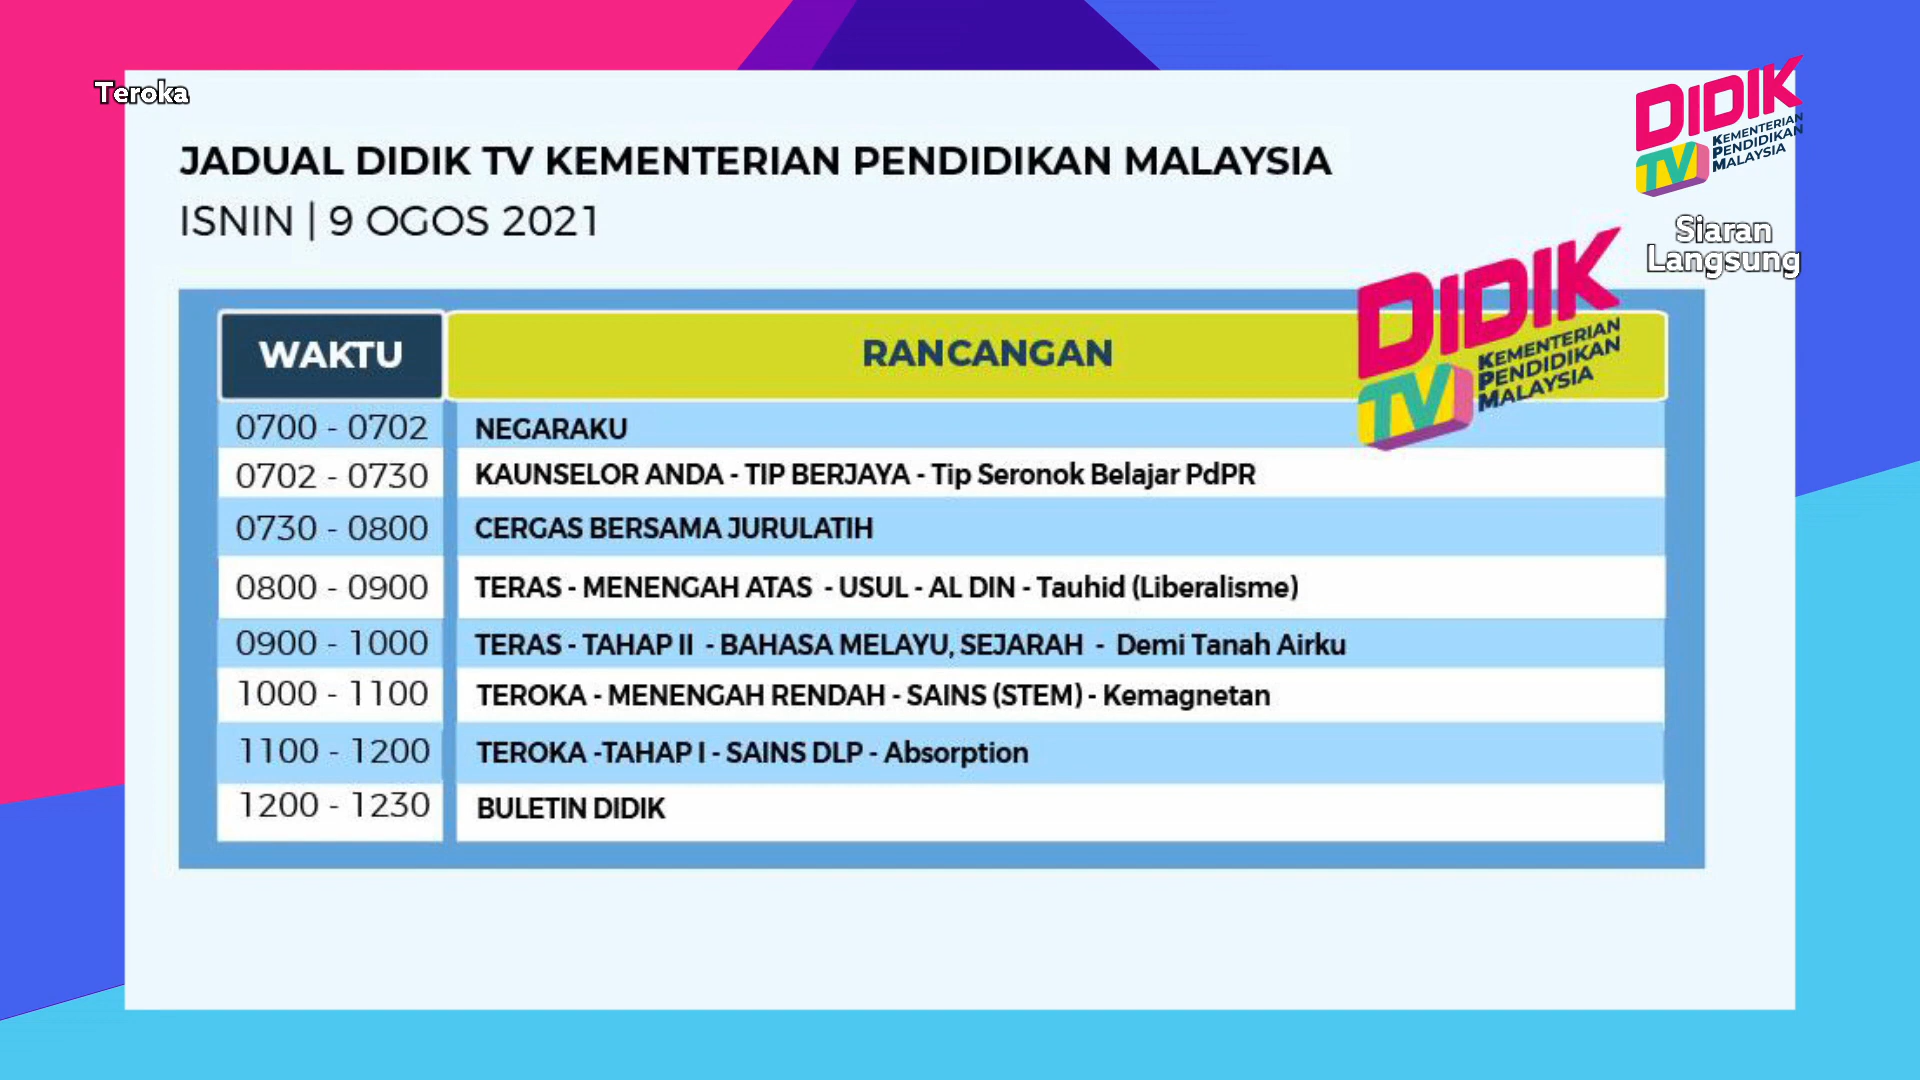 Teroka
DIDIK
TV
KEMENTERIAN
PENDIDIKAN
MALAYSIA
Siaran
Langsung
JADUAL DIDIK TV KEMENTERIAN PENDIDIKAN MALAYSIA
ISNIN | 9 OGOS 2021
DIDIK
TV
KEMENTERIAN
PENDIDIKAN
MALAYSIA
WAKTU RANCANGAN
0700 - 0702 NEGARAKU
0702 - 0730 KAUNSELOR ANDA - TIP BERJAYA - Tip Seronok Belajar PdPR
0730 - 0800 CERGAS BERSAMA JURULATIH
0800 - 0900 TERAS - MENENGAH ATAS - USUL - AL DIN - Tauhid (Liberalisme)
0900 - 1000 TERAS - TAHAP II - BAHASA MELAYU, SEJARAH - Demi Tanah Airku
1000 - 1100 TEROKA - MENENGAH RENDAH - SAINS (STEM) - Kemagnetan
1100 - 1200 TEROKA -TAHAP I - SAINS DLP - Absorption
1200 - 1230 BULETIN DIDIK